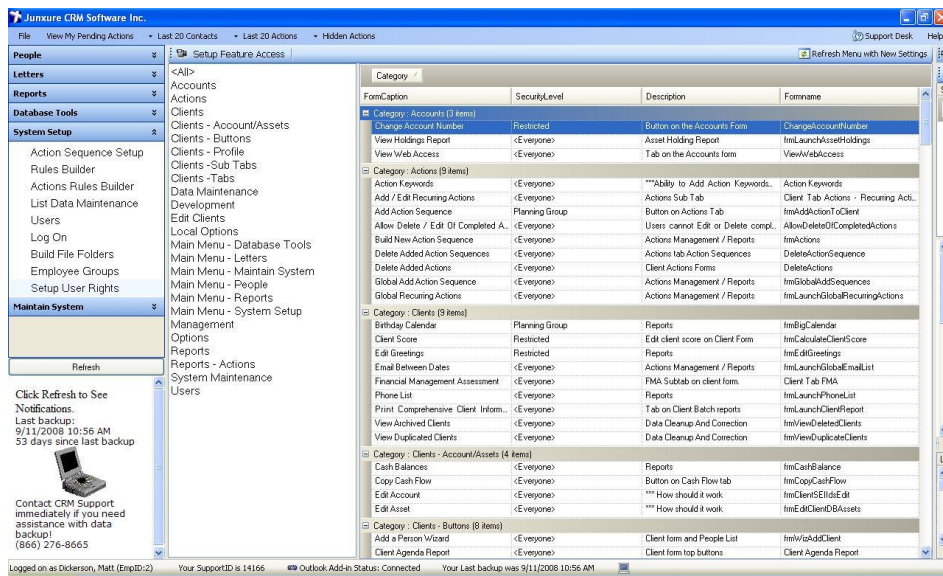 Junxure CRM Software Inc.
File View My Pending Actions Last 20 Contacts Last 20 Actions Hidden Actions Support Desk Help
People
Letters
Reports
Database Tools
System Setup
Action Sequence Setup
Rules Builder
Actions Rules Builder
List Data Maintenance
Users
Log On
Build File Folders
Employee Groups
Setup User Rights
Maintain System
Refresh
Click Refresh to See
Notifications.
Last backup:
9/11/2008 10:56 AM
53 days since last backup
Contact CRM Support
immediately if you need
assistance with data
backup!
(866) 276-8665
Setup Feature Access Refresh Menu with New Settings
<All>
Accounts
Actions
Clients
Clients - Account/Assets
Clients - Buttons
Clients - Profile
Clients -Sub Tabs
Clients -Tabs
Data Maintenance
Development
Edit Clients
Local Options
Main Menu - Database Tools
Main Menu - Letters
Main Menu - Maintain System
Main Menu - People
Main Menu - Reports
Main Menu - System Setup
Management
Options
Reports
Reports - Actions
System Maintenance
Users
Category
FormCaption SecurityLevel Description Formname
Category : Accounts (3 items)
Change Account Number Restricted Button on the Accounts Form ChangeAccountNumber
View Holdings Report <Everyone> Asset Holding Report frmLaunchAssetHoldings
View Web Access <Everyone> Tab on the Accounts form ViewWebAccess
Category : Actions (9 items)
Action Keywords <Everyone> ***Ability to Add Action Keywords.. Action Keywords
Add / Edit Recurring Actions <Everyone> Actions Sub Tab Client Tab Actions - Recuring Acti...
Add Action Sequence Planning Group Button on Actions Tab frmAddActionToClient
Allow Delete / Edit Of Completed A... <Everyone> Users cannot Edit or Delete compl... AllowDeleteOfCompletedActions
Build New Action Sequence <Everyone> Actions Management / Reports frmActions
Delete Added Action Sequences <Everyone> Actions tab Action Sequences DeleteActionSequence
Delete Added Actions <Everyone> Client Actions Forms DeleteActions
Global Add Action Sequence <Everyone> Actions Management / Reports frmGlobalAddSequences
Global Recurring Actions <Everyone> Actions Management / Reports frmLaunchGlobalRecurringActions
Category : Clients (9 items)
Birthday Calendar Planning Group Reports frmBigCalendar
Client Score Restricted Edit client score on Client Form frmCalculateClientScore
Edit Greetings Restricted Reports frmEditGreetings
Email Between Dates <Everyone> Actions Management / Reports frmLaunchGlobalEmailList
Financial Management Assessment <Everyone> FMA Subtab on client form. Client Tab FMA
Phone List <Everyone> Reports frmLaunchPhoneList
Print Comprehensive Client Inform... <Everyone> Tab on Client Batch reports frmLaunchClientReport
View Archived Clients <Everyone> Data Cleanup And Correction frmViewDeletedClients
View Duplicated Clients <Everyone> Data Cleanup And Correction frmViewDuplicateClients
Category : Clients - Account/Assets (4 items)
Cash Balances <Everyone> Reports frmCashBalance
Copy Cash Flow <Everyone> Button on Cash Flow tab frmCopyCashFlow
Edit Account <Everyone> *** How should it work frmClientSEIIdsEdit
Edit Asset <Everyone> *** How should it work frmEditClientDBAssets
Category : Clients - Buttons (8 items)
Add a Person Wizard <Everyone> Client form and People List frmWizAddClient
Client Agenda Report <Everyone> Client form top buttons Client Agenda Report
Logged on as Dickerson, Matt (EmpID:2) Your SupportID is 14166 Outlook Add-in Status: Connected Your Last backup was 9/11/2008 10:56 AM